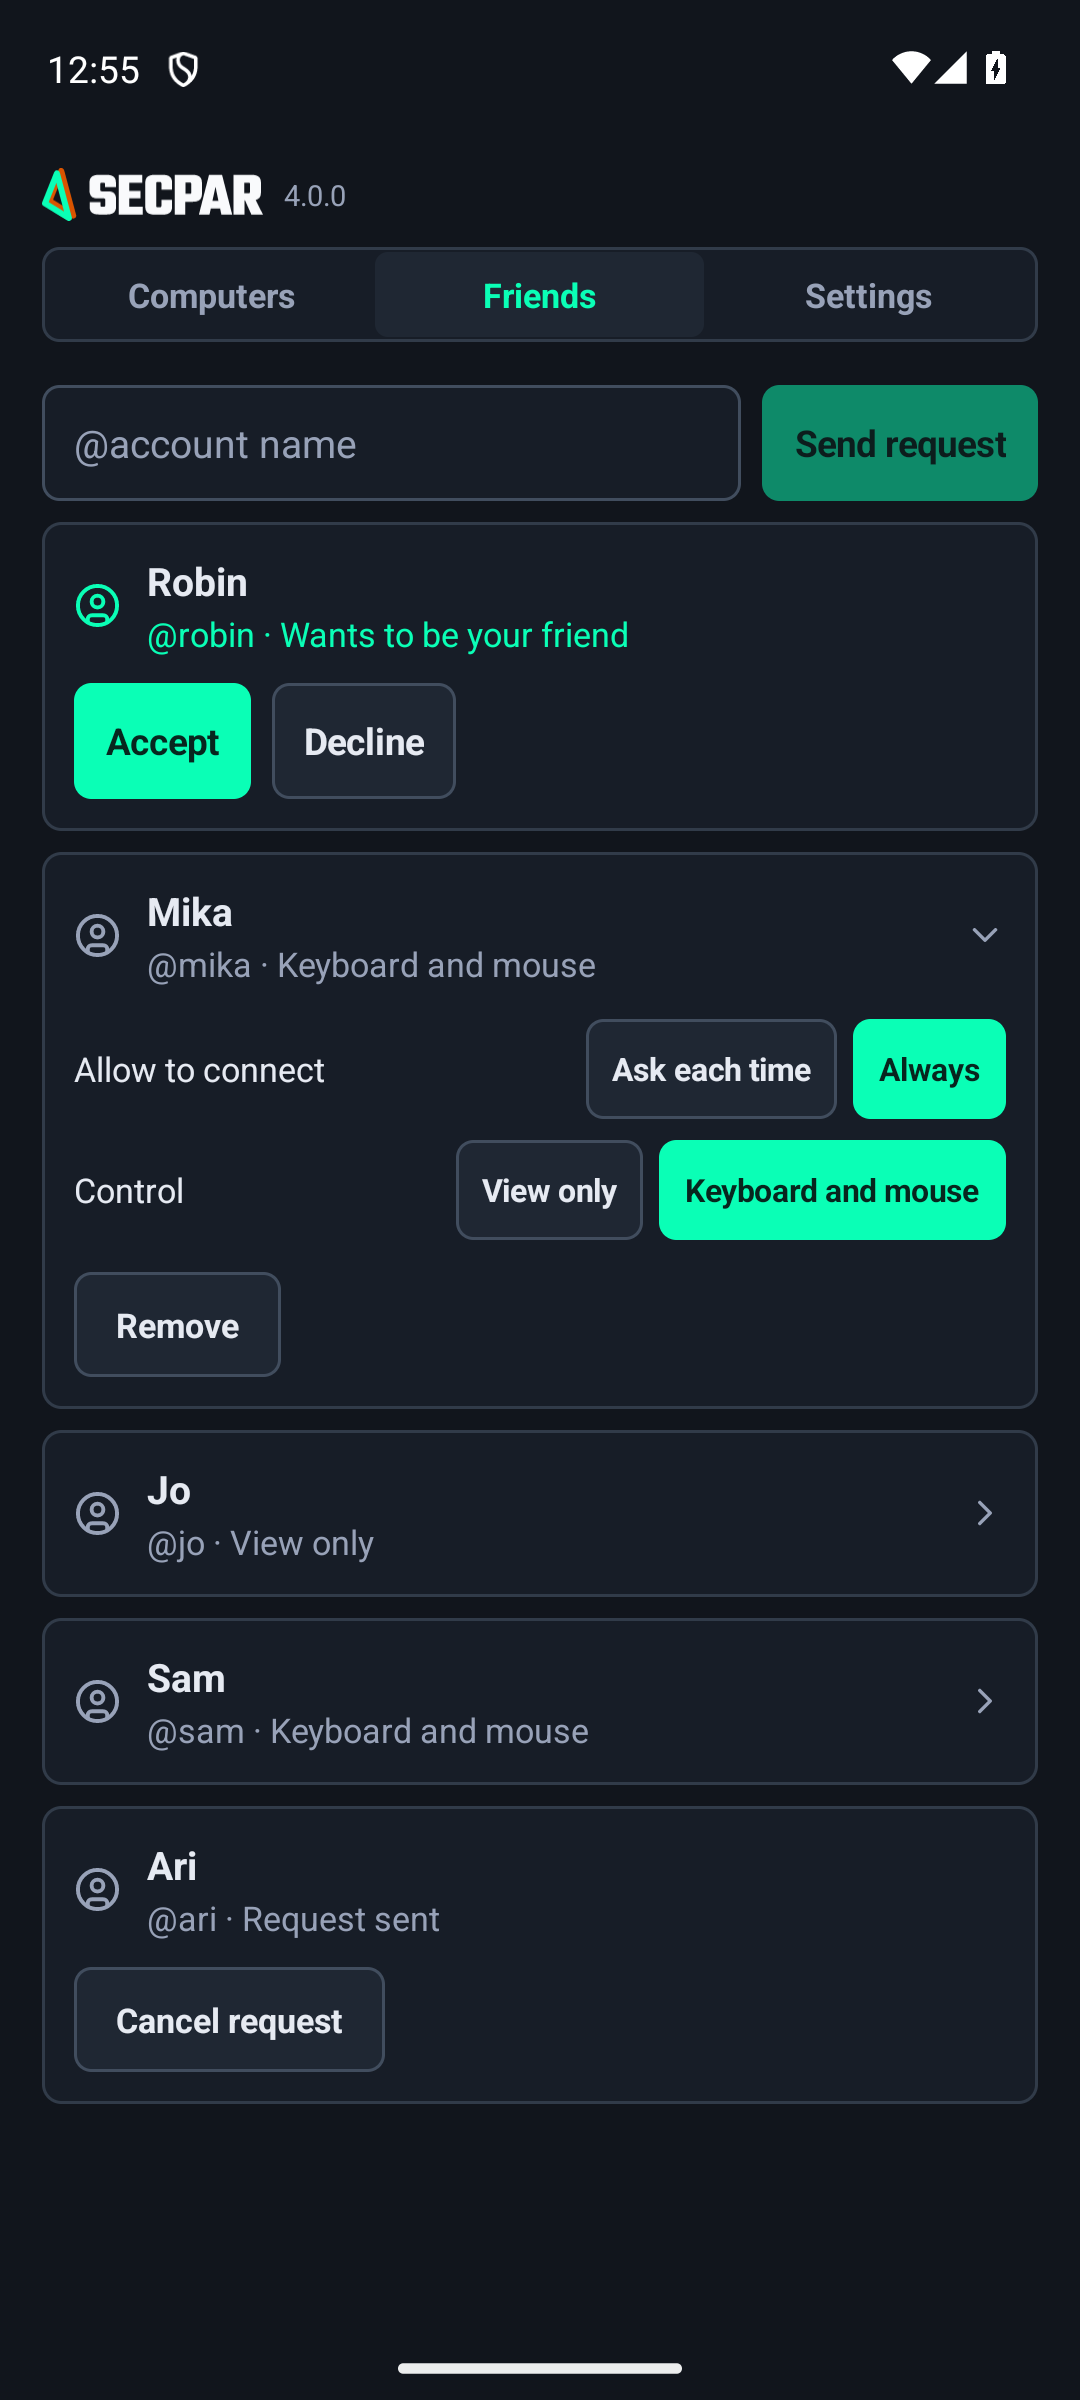 12:55
SECPAR 4.0.0
Computers Friends Settings
@account name Send request
Robin
@robin · Wants to be your friend
Accept Decline
Mika
@mika · Keyboard and mouse
Allow to connect Ask each time Always
Control View only Keyboard and mouse
Remove
Jo
@jo · View only
Sam
@sam · Keyboard and mouse
Ari
@ari · Request sent
Cancel request